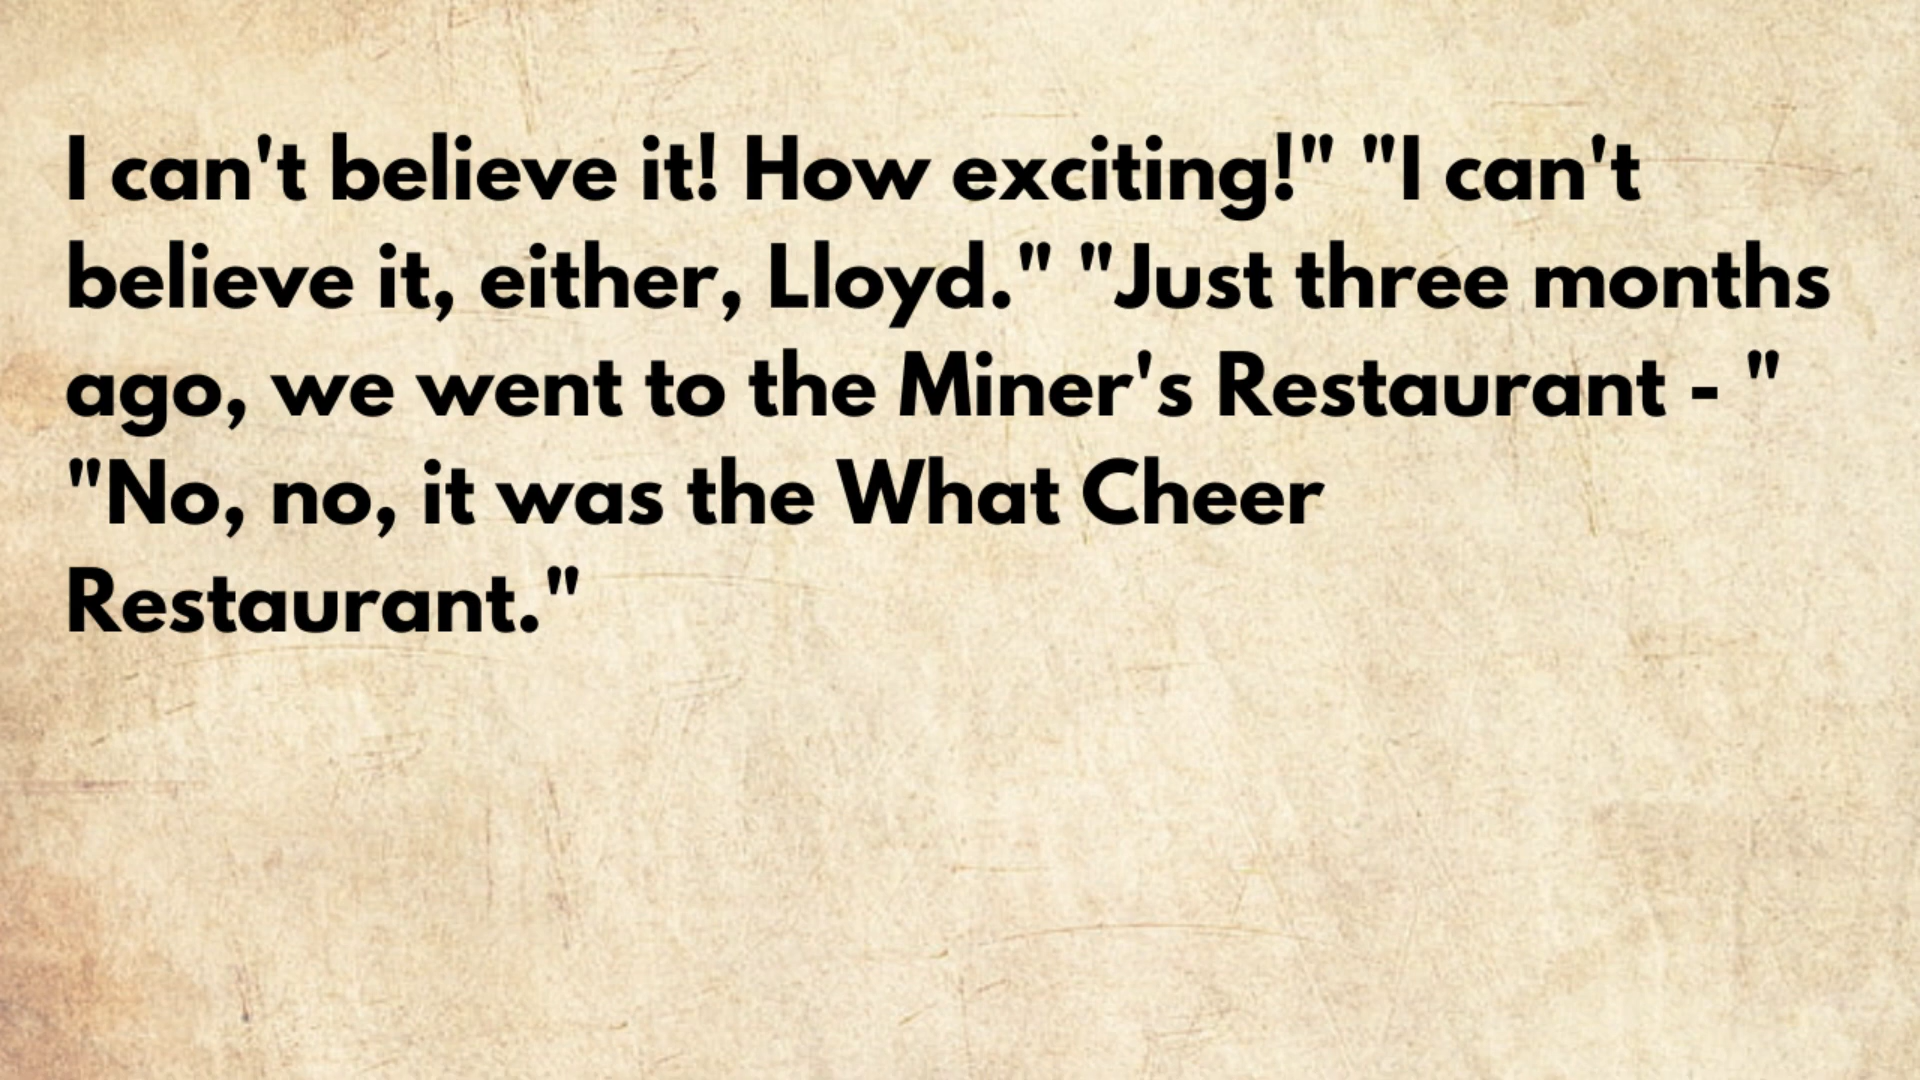 I can't believe it! How exciting!" "I can't
believe it, either, Lloyd." "Just three months
ago, we went to the Miner's Restaurant - "
"No, no, it was the What Cheer
Restaurant."